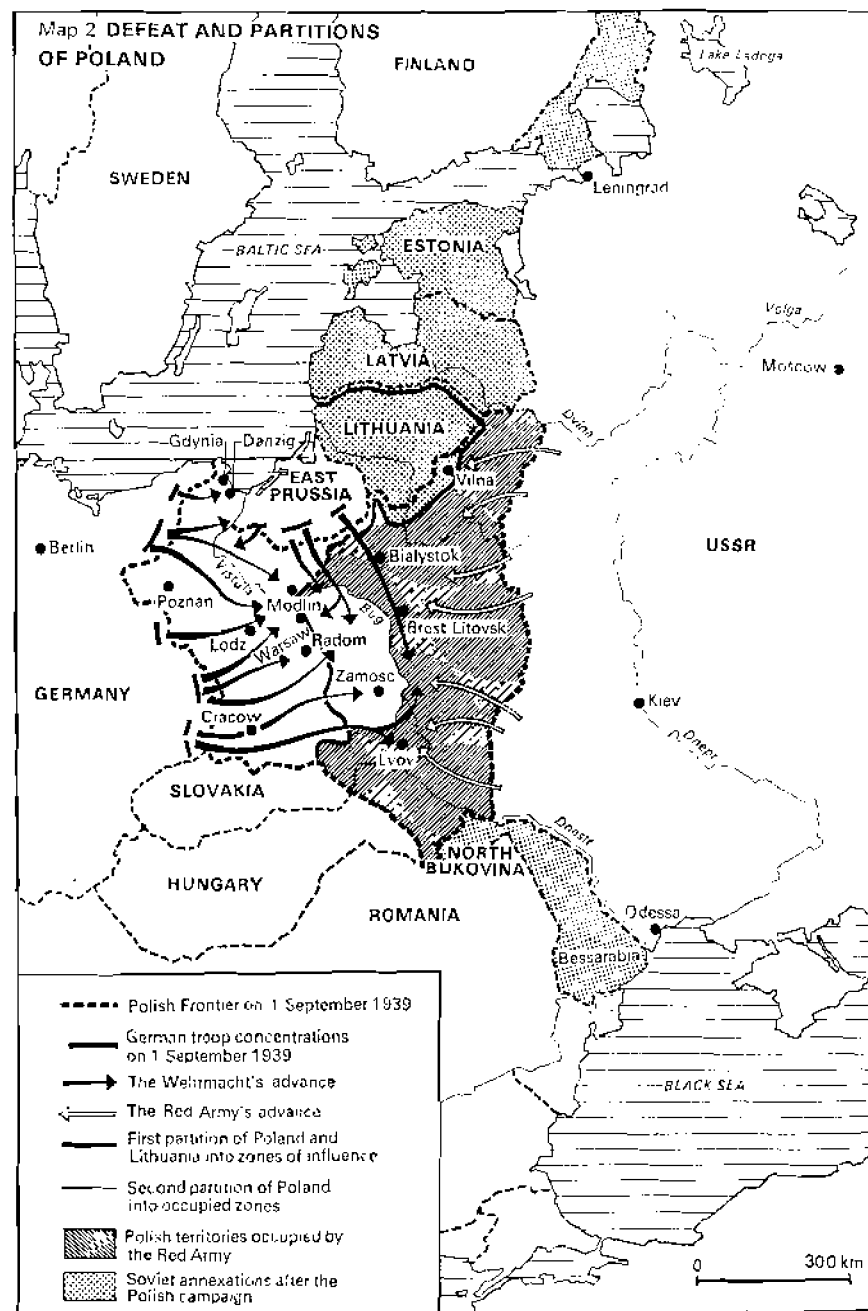 Map 2 DEFEAT AND PARTITIONS
OF POLAND
FINLAND
Lake Ladoga
SWEDEN
Leningrad
BALTIC SEA
ESTONIA
Volga
LATVIA
Moscow
LITHUANIA
Dvina
Gdynia
Danzig
Vilna
EAST
PRUSSIA
Berlin
USSR
Bialystok
Vistula
Poznan
Modlin
Bug
Brest Litovsk
Lodz
Warsaw
Radom
Zamosc
GERMANY
Kiev
Cracow
Dnepr
Lvov
SLOVAKIA
Dnestr
NORTH
BUKOVINA
HUNGARY
ROMANIA
Odessa
Bessarabia
Polish Frontier on 1 September 1939
German troop concentrations
on 1 September 1939
The Wehrmacht's advance
BLACK SEA
The Red Army's advance
First partition of Poland and
Lithuania into zones of influence
Second partition of Poland
into occupied zones
Polish territories occupied by
the Red Army
Soviet annexations after the
Polish campaign
0 300 km